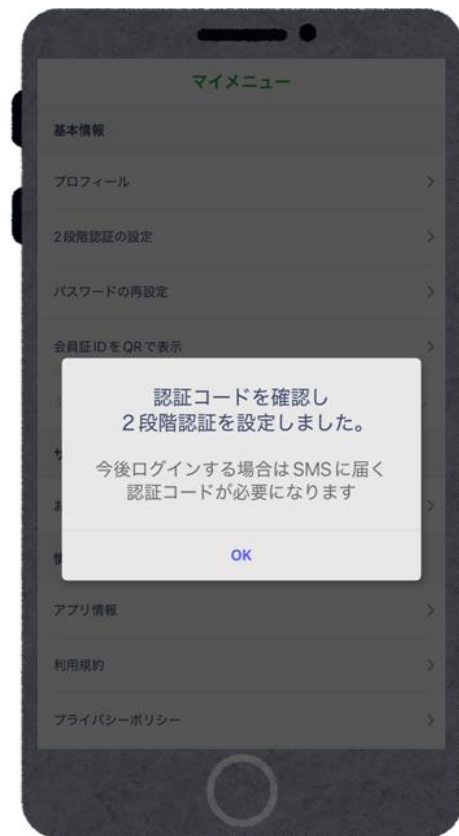 マイメニュー
基本情報
プロフィール
2段階認証の設定
パスワードの再設定
会員証IDをQRで表示
認証コードを確認し
２段階認証を設定しました。
今後ログインする場合はSMSに届く
認証コードが必要になります
OK
アプリ情報
利用規約
プライバシーポリシー